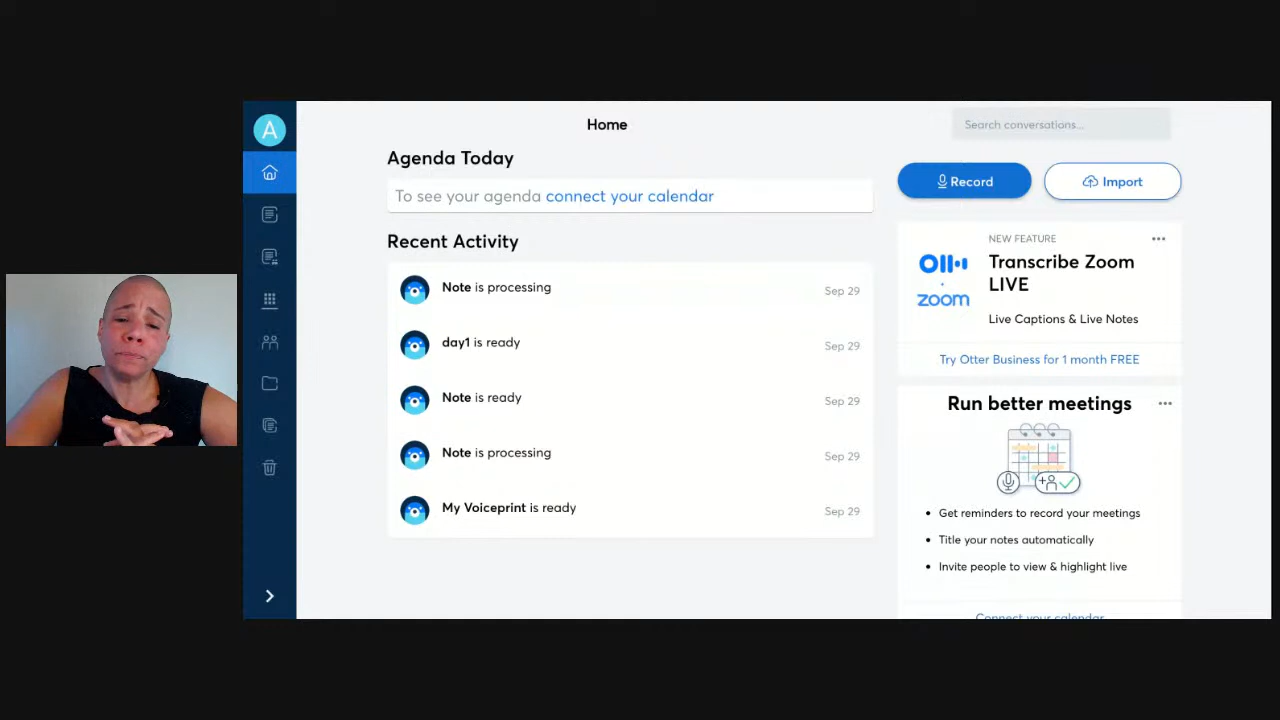 A
Home
Search conversations...
Agenda Today
To see your agenda connect your calendar
Record
Import
Recent Activity
Note is processing
Sep 29
day1 is ready
Sep 29
Note is ready
Sep 29
Note is processing
Sep 29
My Voiceprint is ready
Sep 29
NEW FEATURE
Transcribe Zoom
LIVE
zoom
Live Captions & Live Notes
Try Otter Business for 1 month FREE
Run better meetings
• Get reminders to record your meetings
• Title your notes automatically
• Invite people to view & highlight live
Connect your calendar